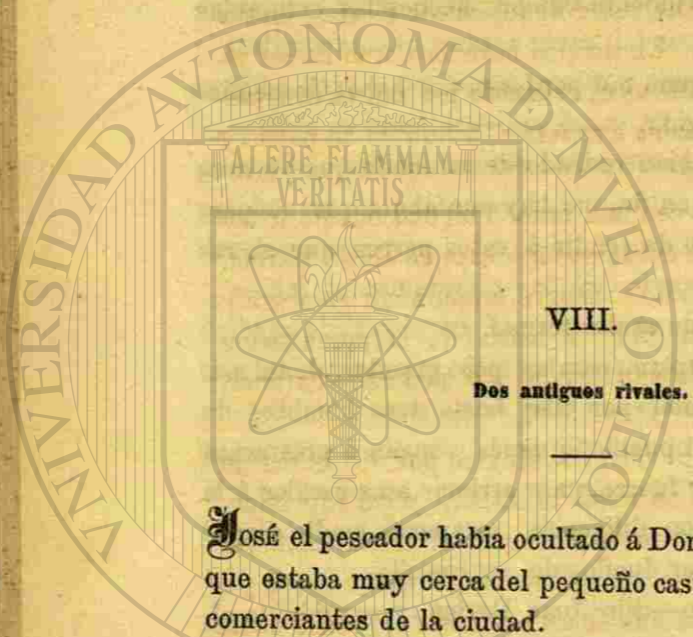 UNIVERSIDAD AUTONOMA DE NUEVO LEON
ALERE FLAMMAM
VERITATIS
VIII.
Dos antiguos rivales.
José el pescador habia ocultado á Don
que estaba muy cerca del pequeño cas
comerciantes de la ciudad.